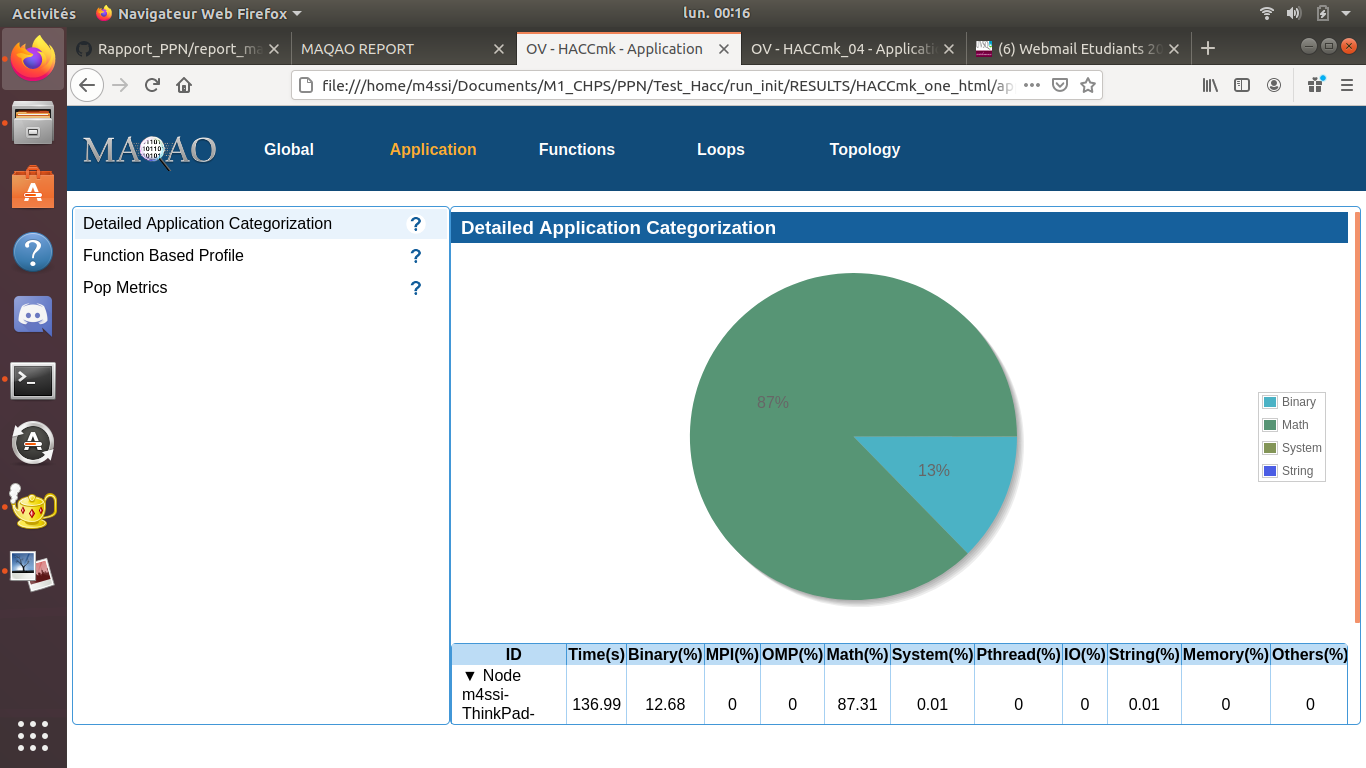 Activités
Navigateur Web Firefox
lun. 00:16
Rapport_PPN/report_ma
MAQAO REPORT
OV - HACCmk - Application
OV - HACCmk_04 - Applicati
(6) Webmail Etudiants 20
file:///home/m4ssi/Documents/M1_CHPS/PPN/Test_Hacc/run_init/RESULTS/HACCmk_one_html/ap
MAQAO
Global
Application
Functions
Loops
Topology
Detailed Application Categorization ?
Function Based Profile ?
Pop Metrics ?
Detailed Application Categorization
87%
13%
Binary
Math
System
String
ID Time(s) Binary(%) MPI(%) OMP(%) Math(%) System(%) Pthread(%) IO(%) String(%) Memory(%) Others(%)
▼ Node
m4ssi-
ThinkPad-
136.99 12.68 0 0 87.31 0.01 0 0 0.01 0 0